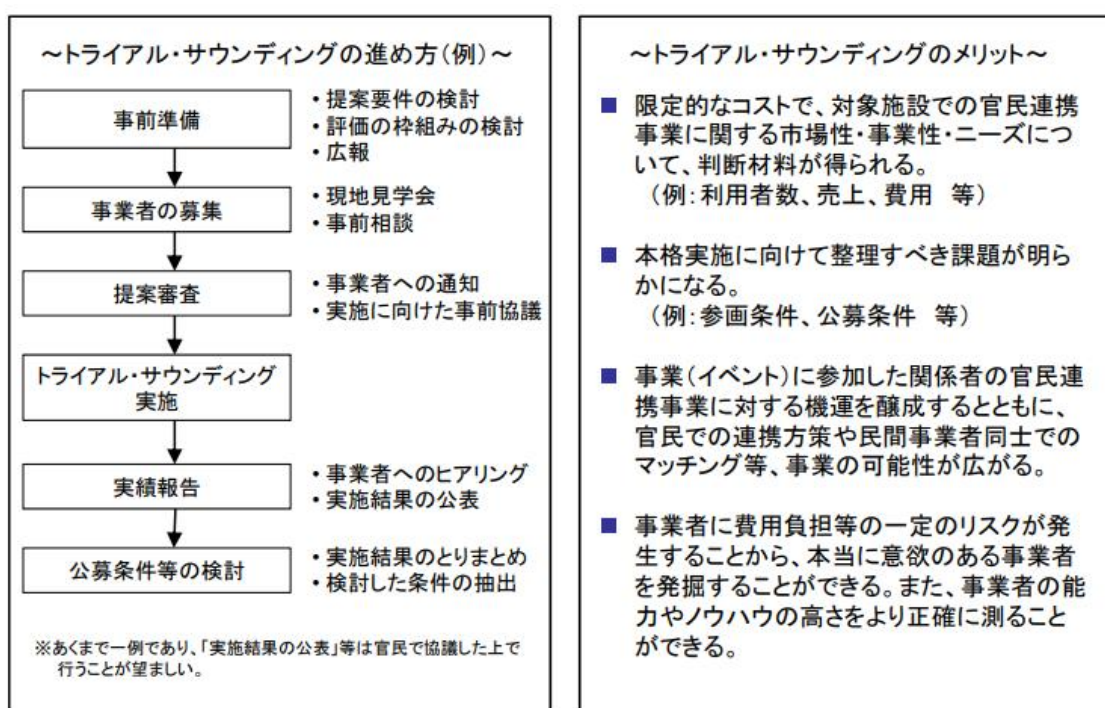 ～トライアル・サウンディングの進め方(例)～
事前準備
・提案要件の検討
・評価の枠組みの検討
・広報
事業者の募集
・現地見学会
・事前相談
提案審査
・事業者への通知
・実施に向けた事前協議
トライアル・サウンディング
実施
実績報告
・事業者へのヒアリング
・実施結果の公表
公募条件等の検討
・実施結果のとりまとめ
・検討した条件の抽出
※あくまで一例であり、「実施結果の公表」等は官民で協議した上で
行うことが望ましい。
～トライアル・サウンディングのメリット～
■ 限定的なコストで、対象施設での官民連携
事業に関する市場性・事業性・ニーズにつ
いて、判断材料が得られる。
(例：利用者数、売上、費用 等)
■ 本格実施に向けて整理すべき課題が明ら
かになる。
(例：参画条件、公募条件 等)
■ 事業(イベント)に参加した関係者の官民連
携事業に対する機運を醸成するとともに、
官民での連携方策や民間事業者同士での
マッチング等、事業の可能性が広がる。
■ 事業者に費用負担等の一定のリスクが発
生することから、本当に意欲のある事業者
を発掘することができる。また、事業者の能
力やノウハウの高さをより正確に測ること
ができる。